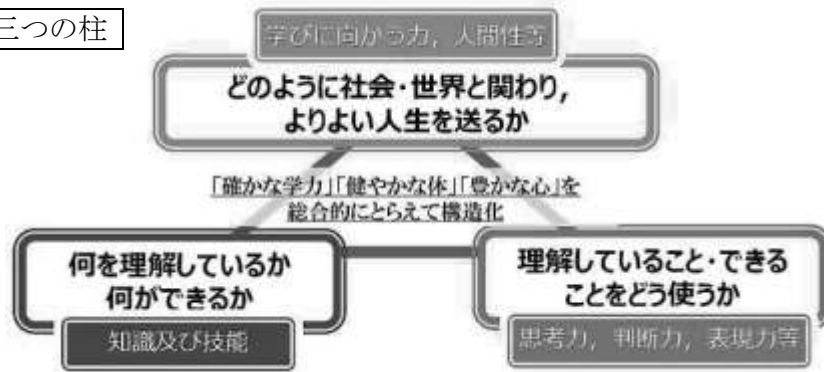 三つの柱
学びに向かう力，人間性等
どのように社会・世界と関わり，
よりよい人生を送るか
「確かな学力」「健やかな体」「豊かな心」を
総合的にとらえて構造化
何を理解しているか
何ができるか
知識及び技能
理解していること・できる
ことをどう使うか
思考力，判断力，表現力等